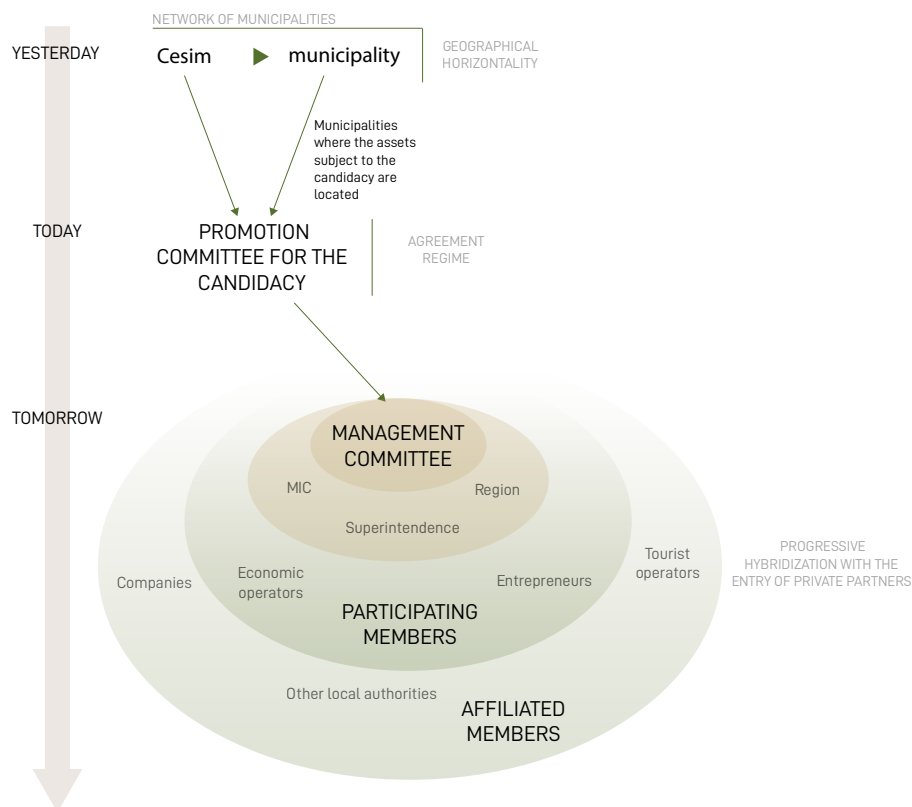 NETWORK OF MUNICIPALITIES
YESTERDAY
Cesim
municipality
GEOGRAPHICAL
HORIZONTALITY
Municipalities
where the assets
subject to the
candidacy are
located
TODAY
PROMOTION
COMMITTEE FOR THE
CANDIDACY
AGREEMENT
REGIME
TOMORROW
MANAGEMENT
COMMITTEE
MIC
Region
Superintendence
Companies
Economic
operators
Entrepreneurs
Tourist
operators
PROGRESSIVE
HYBRIDIZATION WITH THE
ENTRY OF PRIVATE PARTNERS
PARTICIPATING
MEMBERS
Other local authorities
AFFILIATED
MEMBERS